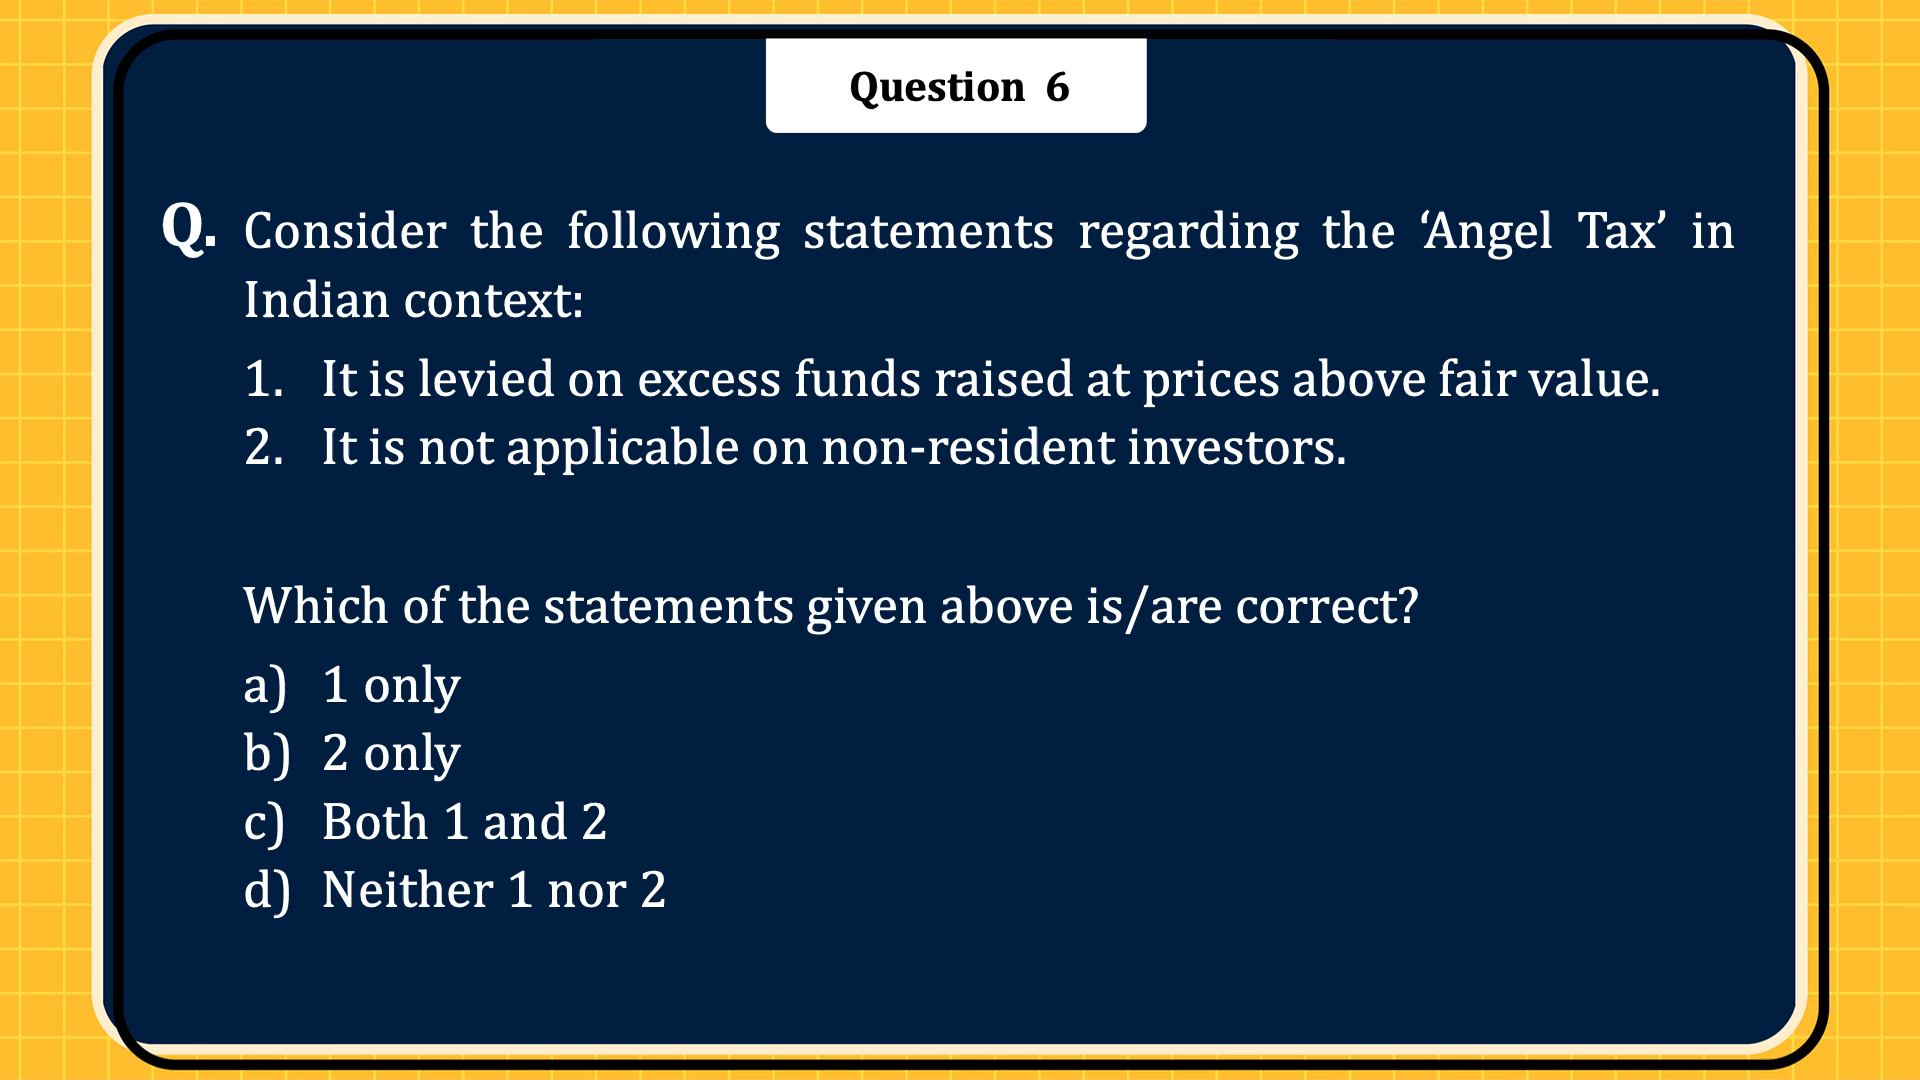 Question 6
Q. Consider the following statements regarding the ‘Angel Tax’ in
Indian context:
1. It is levied on excess funds raised at prices above fair value.
2. It is not applicable on non-resident investors.
Which of the statements given above is/are correct?
a) 1 only
b) 2 only
c) Both 1 and 2
d) Neither 1 nor 2